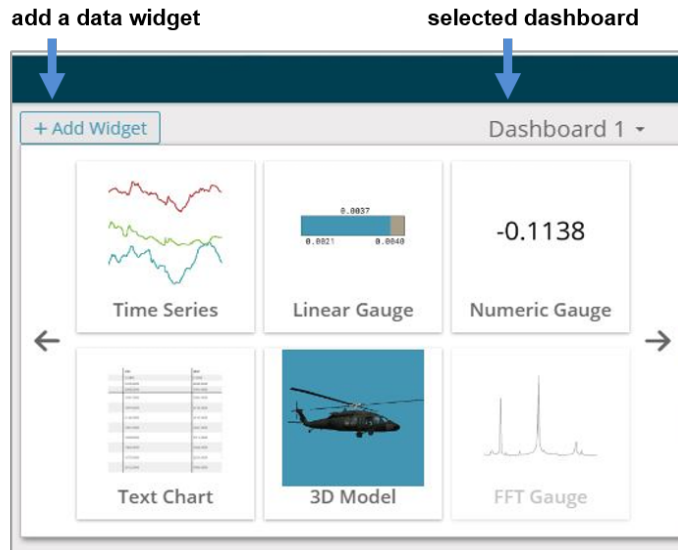 add a data widget
selected dashboard
+ Add Widget
Dashboard 1
0.0037
0.0021
0.0040
-0.1138
Time Series
Linear Gauge
Numeric Gauge
Text Chart
3D Model
FFT Gauge